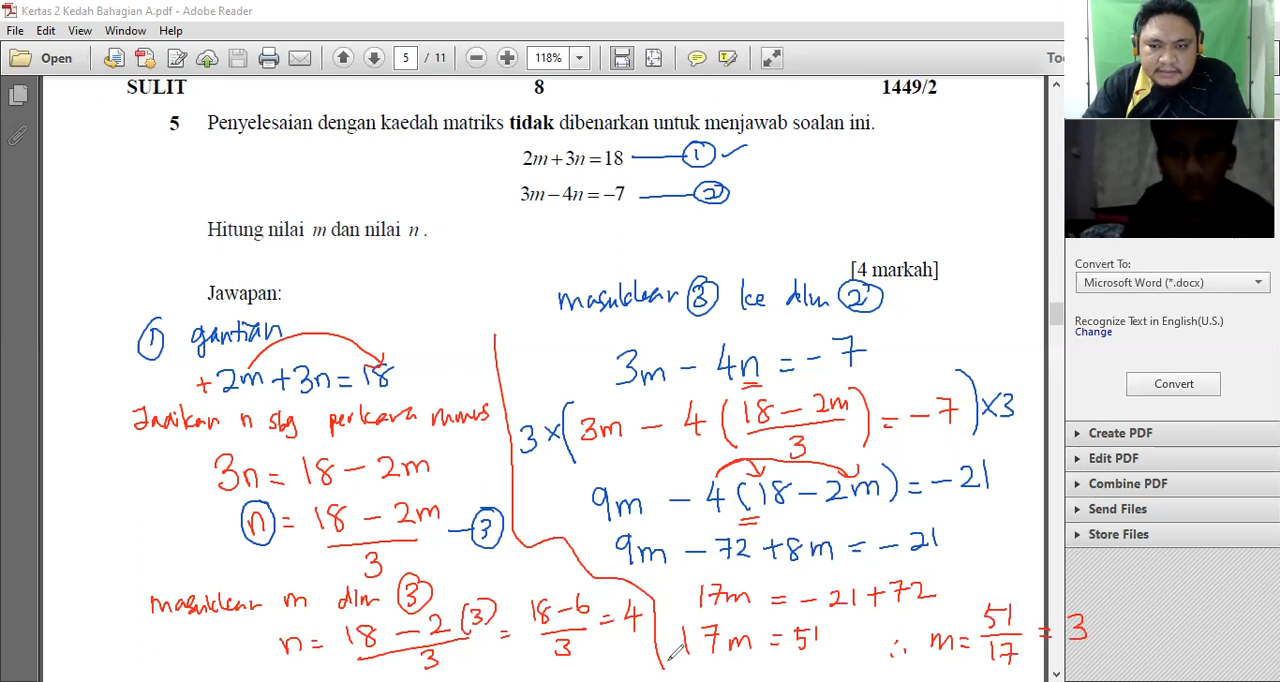 Kertas 2 Kedah Bahagian A.pdf - Adobe Reader
File Edit View Window Help
Open 5 / 11 118%
SULIT 8 1449/2
5 Penyelesaian dengan kaedah matriks tidak dibenarkan untuk menjawab soalan ini.
2m + 3n = 18 —— ① ✓
3m − 4n = −7 —— ②
Hitung nilai m dan nilai n .
[4 markah]
Jawapan:
① gantian
+2m + 3n = 18
Jadikan n sbg perkara rumus
3n = 18 − 2m
n = (18 − 2m)/3 — ③
masukkan m dlm ③
n = (18 − 2(3))/3 = (18 − 6)/3 = 4
masukkan ③ ke dlm ②
3m − 4n = −7
3 × (3m − 4((18 − 2m)/3) = −7) × 3
9m − 4(18 − 2m) = −21
9m − 72 + 8m = −21
17m = −21 + 72
17m = 51 ∴ m = 51/17 = 3
Convert To:
Microsoft Word (*.docx)
Recognize Text in English(U.S.)
Change
Convert
Create PDF
Edit PDF
Combine PDF
Send Files
Store Files